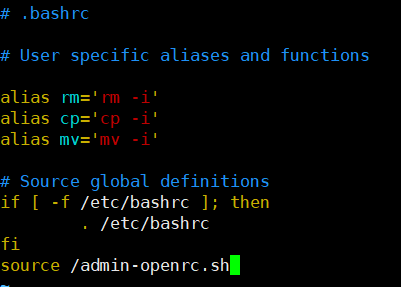 # .bashrc
# User specific aliases and functions
alias rm='rm -i'
alias cp='cp -i'
alias mv='mv -i'
# Source global definitions
if [ -f /etc/bashrc ]; then
        . /etc/bashrc
fi
source /admin-openrc.sh
~